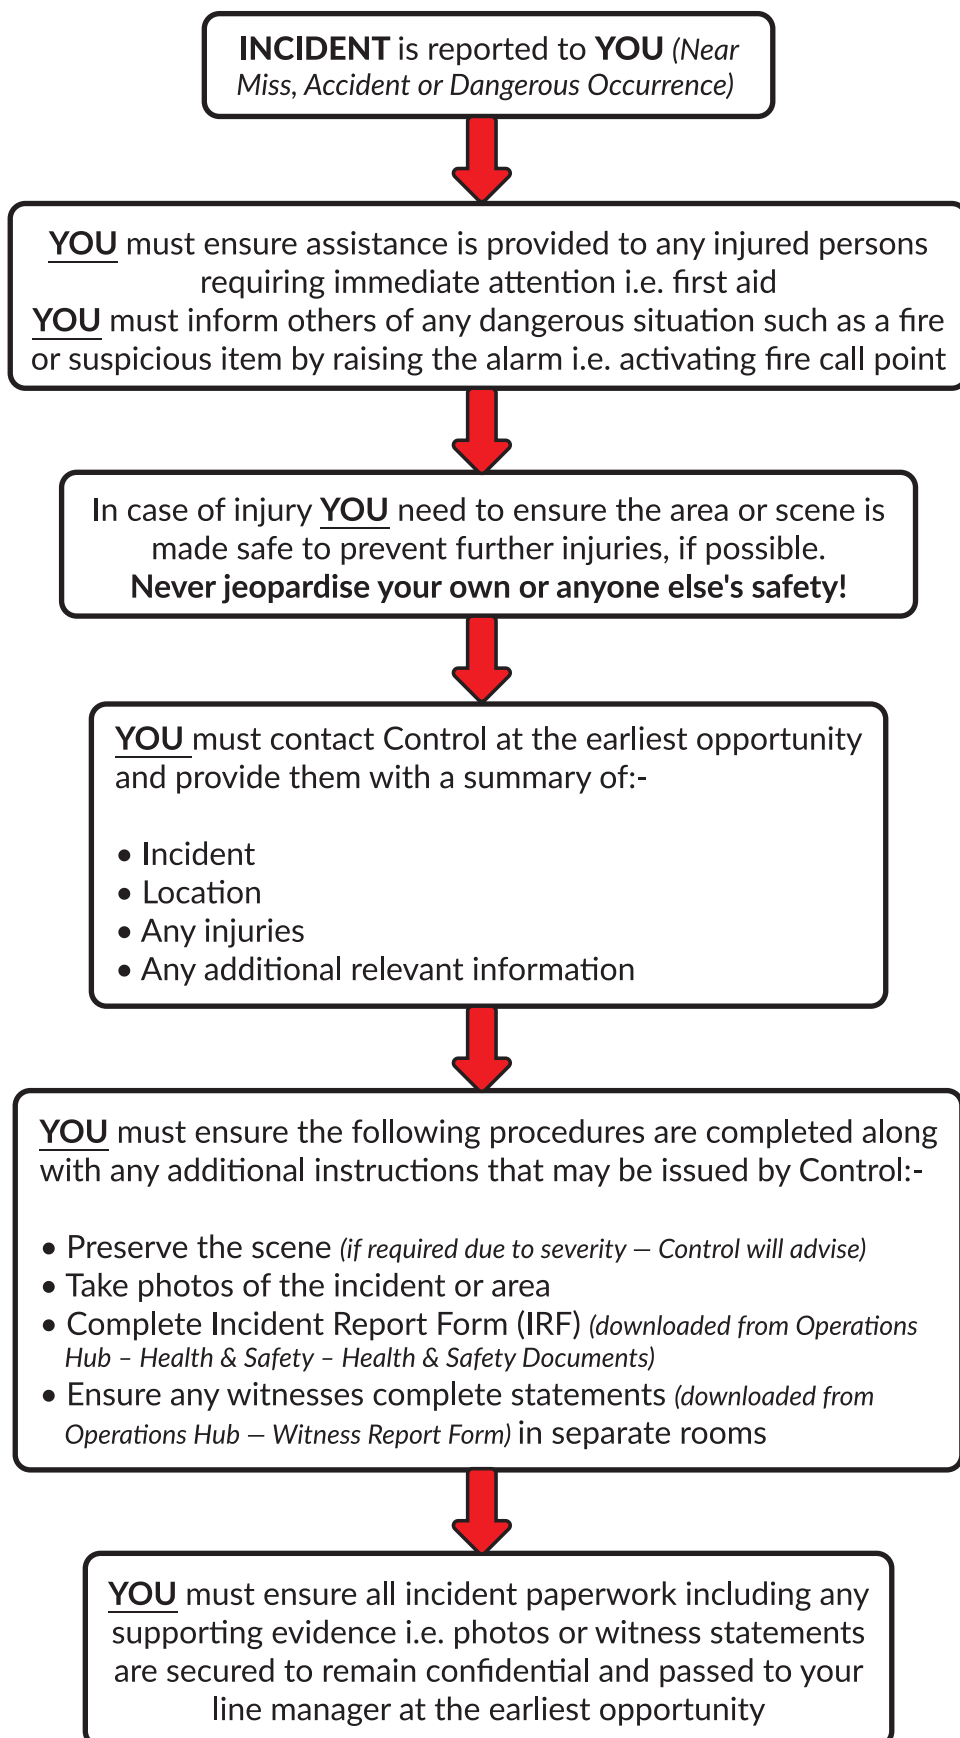 INCIDENT is reported to YOU (Near
Miss, Accident or Dangerous Occurrence)
YOU must ensure assistance is provided to any injured persons
requiring immediate attention i.e. first aid
YOU must inform others of any dangerous situation such as a fire
or suspicious item by raising the alarm i.e. activating fire call point
In case of injury YOU need to ensure the area or scene is
made safe to prevent further injuries, if possible.
Never jeopardise your own or anyone else's safety!
YOU must contact Control at the earliest opportunity
and provide them with a summary of:-
• Incident
• Location
• Any injuries
• Any additional relevant information
YOU must ensure the following procedures are completed along
with any additional instructions that may be issued by Control:-
• Preserve the scene (if required due to severity – Control will advise)
• Take photos of the incident or area
• Complete Incident Report Form (IRF) (downloaded from Operations
Hub – Health & Safety – Health & Safety Documents)
• Ensure any witnesses complete statements (downloaded from
Operations Hub – Witness Report Form) in separate rooms
YOU must ensure all incident paperwork including any
supporting evidence i.e. photos or witness statements
are secured to remain confidential and passed to your
line manager at the earliest opportunity